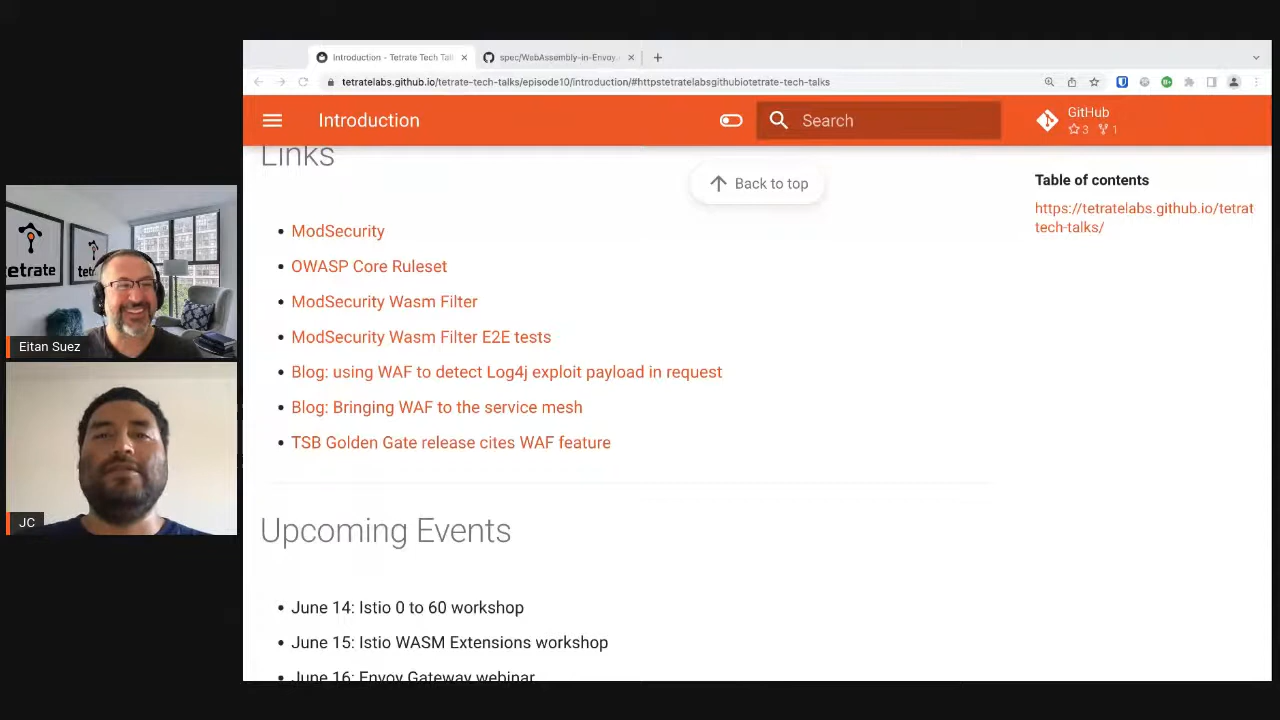 Introduction - Tetrate Tech Tal
spec/WebAssembly-in-Envoy.
tetratelabs.github.io/tetrate-tech-talks/episode10/introduction/#httpstetratelabsgithubiotetrate-tech-talks
Introduction
Search
GitHub
3 1
Links
Back to top
Table of contents
https://tetratelabs.github.io/tetrat
tech-talks/
ModSecurity
OWASP Core Ruleset
ModSecurity Wasm Filter
ModSecurity Wasm Filter E2E tests
Blog: using WAF to detect Log4j exploit payload in request
Blog: Bringing WAF to the service mesh
TSB Golden Gate release cites WAF feature
Upcoming Events
June 14: Istio 0 to 60 workshop
June 15: Istio WASM Extensions workshop
June 16: Envoy Gateway webinar
tetrate
tet
Eitan Suez
JC